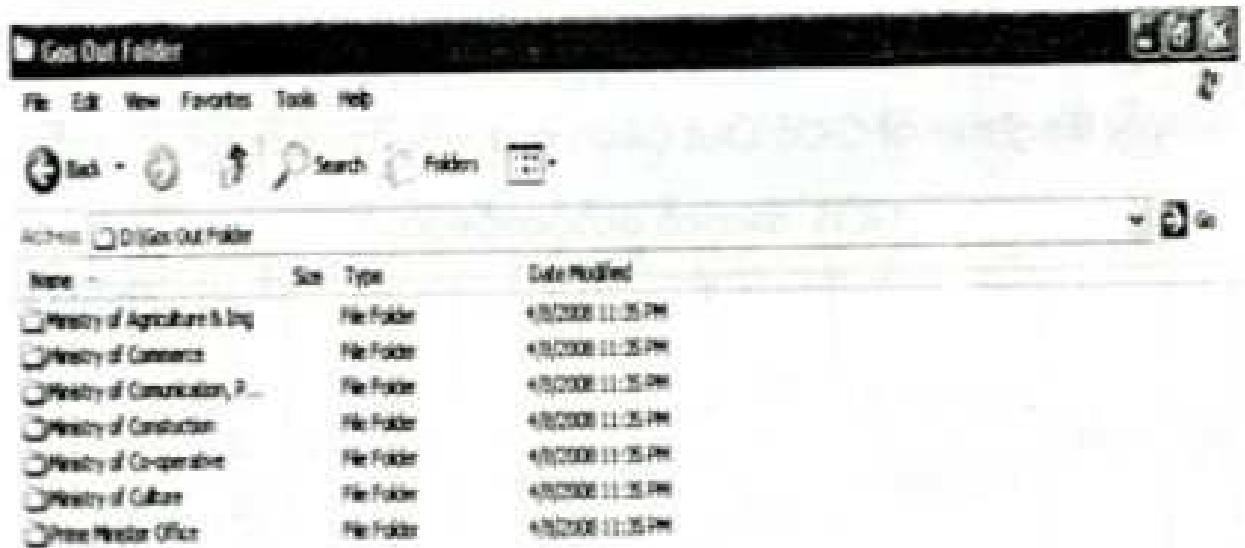 Gos Out Folder
File Edit View Favorites Tools Help
Back Search Folders
Address D:\Gos Out Folder Go
Name Size Type Date Modified
Ministry of Agriculture & Irrig File Folder 4/8/2008 11:35 PM
Ministry of Commerce File Folder 4/8/2008 11:35 PM
Ministry of Comunication, P... File Folder 4/8/2008 11:35 PM
Ministry of Constuction File Folder 4/8/2008 11:35 PM
Ministry of Co-operative File Folder 4/8/2008 11:35 PM
Ministry of Culture File Folder 4/8/2008 11:35 PM
Prime Minister Office File Folder 4/8/2008 11:35 PM